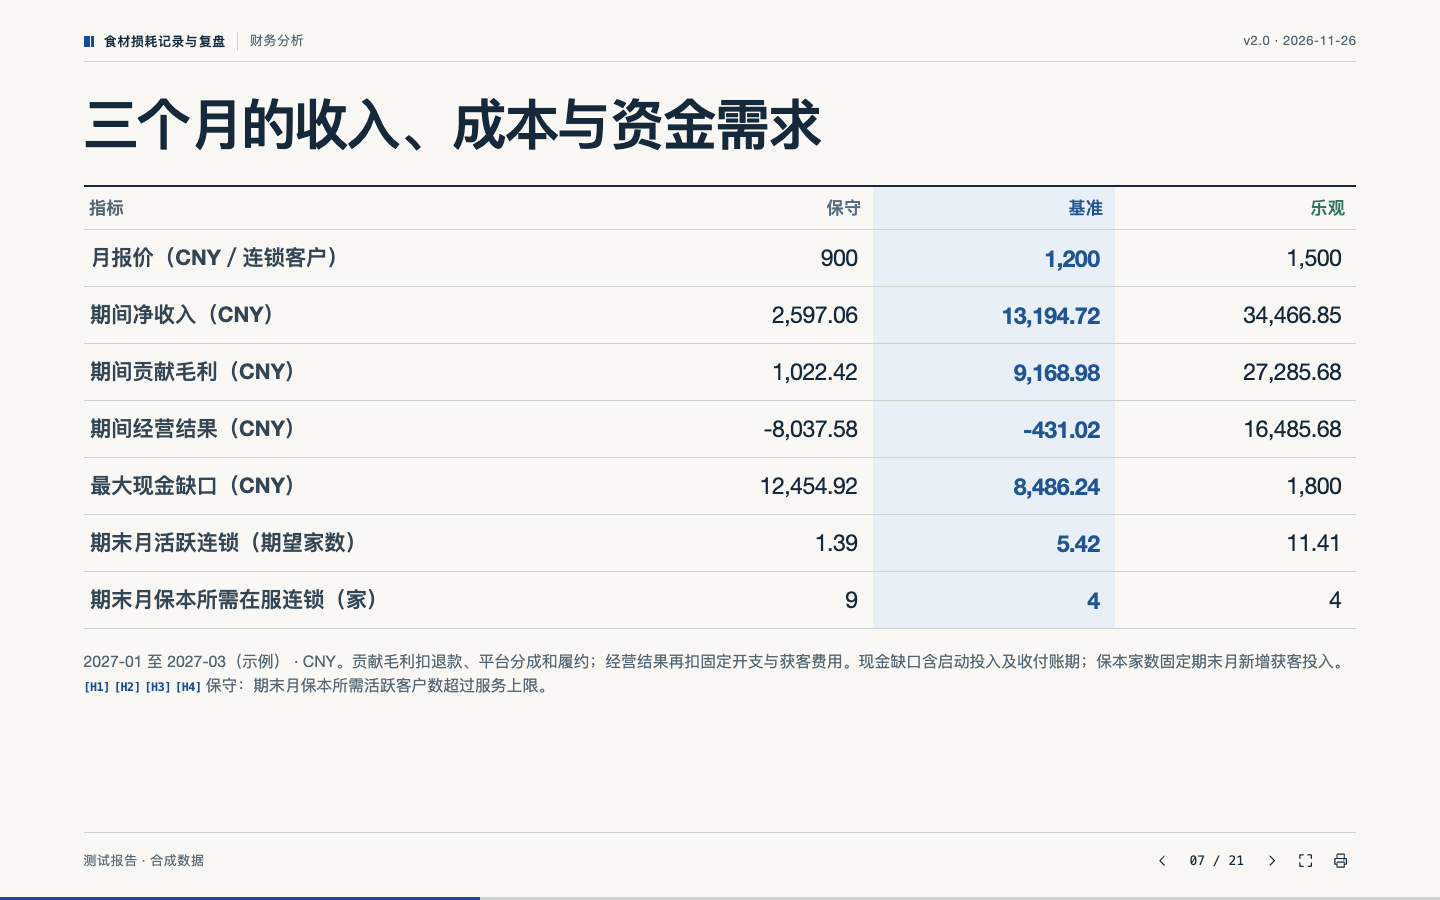 食材损耗记录与复盘 财务分析 v2.0 · 2026-11-26
三个月的收入、成本与资金需求
指标 保守 基准 乐观
月报价（CNY / 连锁客户） 900 1,200 1,500
期间净收入（CNY） 2,597.06 13,194.72 34,466.85
期间贡献毛利（CNY） 1,022.42 9,168.98 27,285.68
期间经营结果（CNY） -8,037.58 -431.02 16,485.68
最大现金缺口（CNY） 12,454.92 8,486.24 1,800
期末月活跃连锁（期望家数） 1.39 5.42 11.41
期末月保本所需在服连锁（家） 9 4 4
2027-01 至 2027-03（示例） · CNY。贡献毛利扣退款、平台分成和履约；经营结果再扣固定开支与获客费用。现金缺口含启动投入及收付账期；保本家数固定期末月新增获客投入。
[H1] [H2] [H3] [H4] 保守：期末月保本所需活跃客户数超过服务上限。
测试报告 · 合成数据 07 / 21